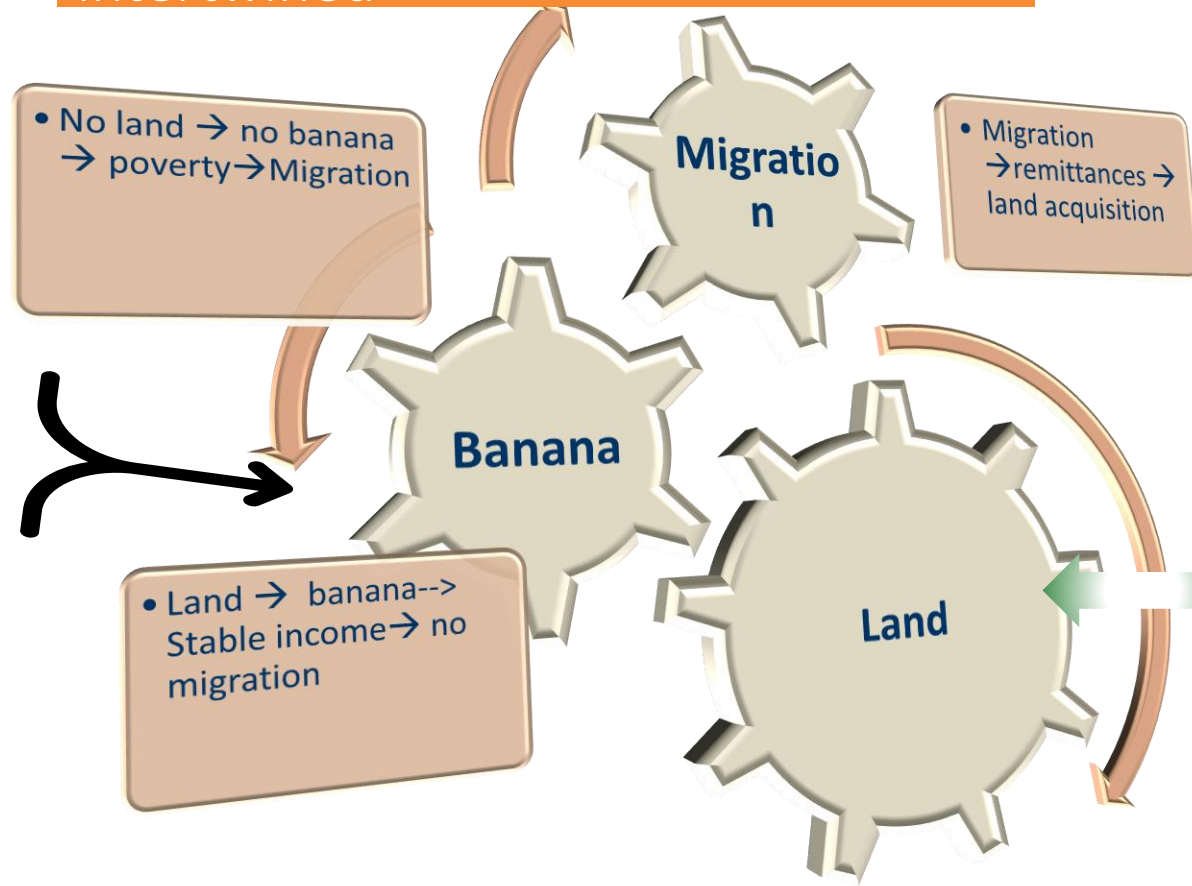 intertwined
• No land → no banana
→ poverty→Migration
Migratio
n
• Migration
→remittances →
land acquisition
Banana
• Land → banana-->
Stable income→ no
migration
Land